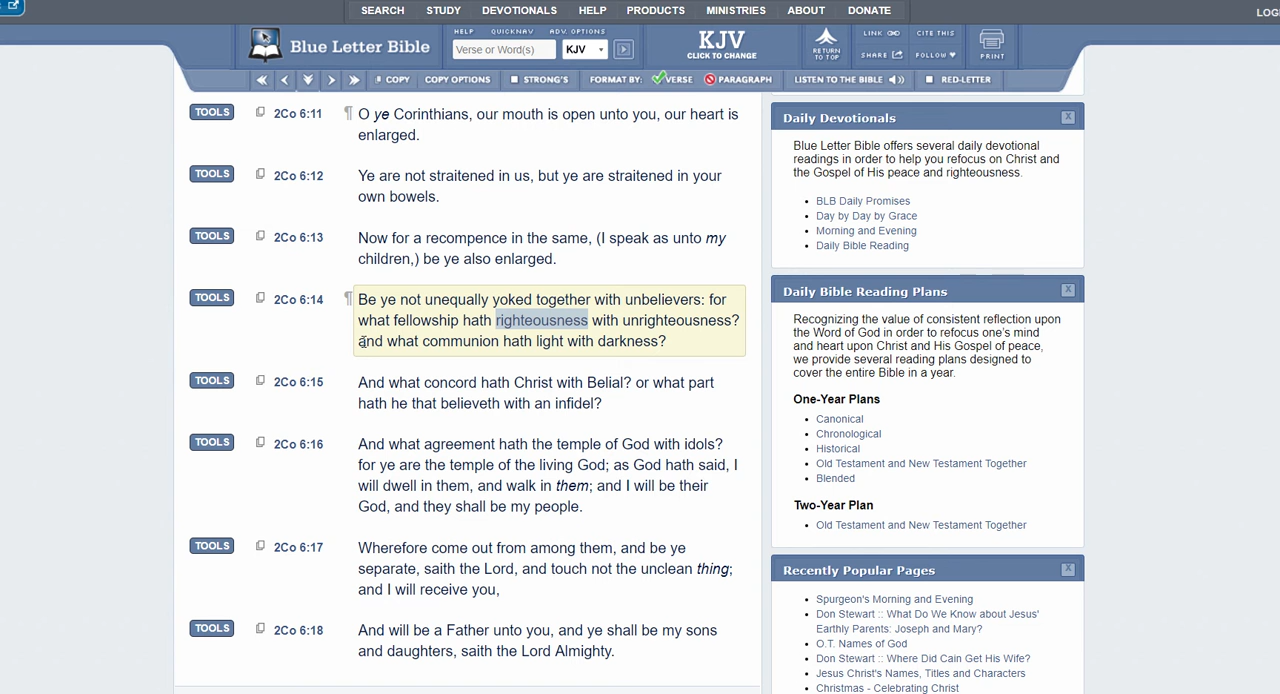 SEARCH STUDY DEVOTIONALS HELP PRODUCTS MINISTRIES ABOUT DONATE
HELP QUICKNAV ADV. OPTIONS
Blue Letter Bible Verse or Word(s) KJV
KJV
CLICK TO CHANGE
RETURN TO TOP
LINK CITE THIS
SHARE FOLLOW
PRINT
COPY COPY OPTIONS STRONG'S FORMAT BY: VERSE PARAGRAPH LISTEN TO THE BIBLE RED-LETTER
TOOLS 2Co 6:11 ¶ O ye Corinthians, our mouth is open unto you, our heart is
enlarged.
TOOLS 2Co 6:12 Ye are not straitened in us, but ye are straitened in your
own bowels.
TOOLS 2Co 6:13 Now for a recompence in the same, (I speak as unto my
children,) be ye also enlarged.
TOOLS 2Co 6:14 ¶ Be ye not unequally yoked together with unbelievers: for
what fellowship hath righteousness with unrighteousness?
and what communion hath light with darkness?
TOOLS 2Co 6:15 And what concord hath Christ with Belial? or what part
hath he that believeth with an infidel?
TOOLS 2Co 6:16 And what agreement hath the temple of God with idols?
for ye are the temple of the living God; as God hath said, I
will dwell in them, and walk in them; and I will be their
God, and they shall be my people.
TOOLS 2Co 6:17 Wherefore come out from among them, and be ye
separate, saith the Lord, and touch not the unclean thing;
and I will receive you,
TOOLS 2Co 6:18 And will be a Father unto you, and ye shall be my sons
and daughters, saith the Lord Almighty.
Daily Devotionals X
Blue Letter Bible offers several daily devotional
readings in order to help you refocus on Christ and
the Gospel of His peace and righteousness.
• BLB Daily Promises
• Day by Day by Grace
• Morning and Evening
• Daily Bible Reading
Daily Bible Reading Plans X
Recognizing the value of consistent reflection upon
the Word of God in order to refocus one's mind
and heart upon Christ and His Gospel of peace,
we provide several reading plans designed to
cover the entire Bible in a year.
One-Year Plans
• Canonical
• Chronological
• Historical
• Old Testament and New Testament Together
• Blended
Two-Year Plan
• Old Testament and New Testament Together
Recently Popular Pages X
• Spurgeon's Morning and Evening
• Don Stewart :: What Do We Know about Jesus'
Earthly Parents: Joseph and Mary?
• O.T. Names of God
• Don Stewart :: Where Did Cain Get His Wife?
• Jesus Christ's Names, Titles and Characters
• Christmas - Celebrating Christ